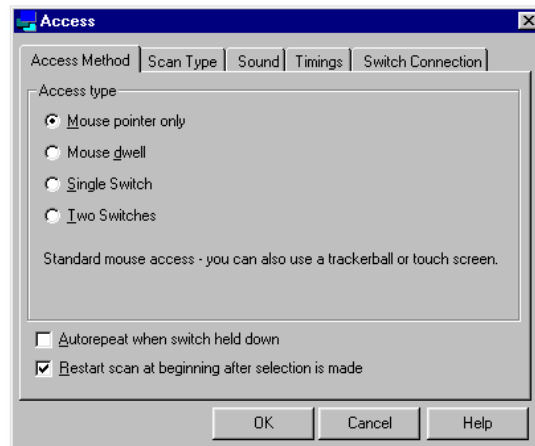 Access
Access Method Scan Type Sound Timings Switch Connection
Access type
Mouse pointer only
Mouse dwell
Single Switch
Two Switches
Standard mouse access - you can also use a trackerball or touch screen.
Autorepeat when switch held down
Restart scan at beginning after selection is made
OK Cancel Help